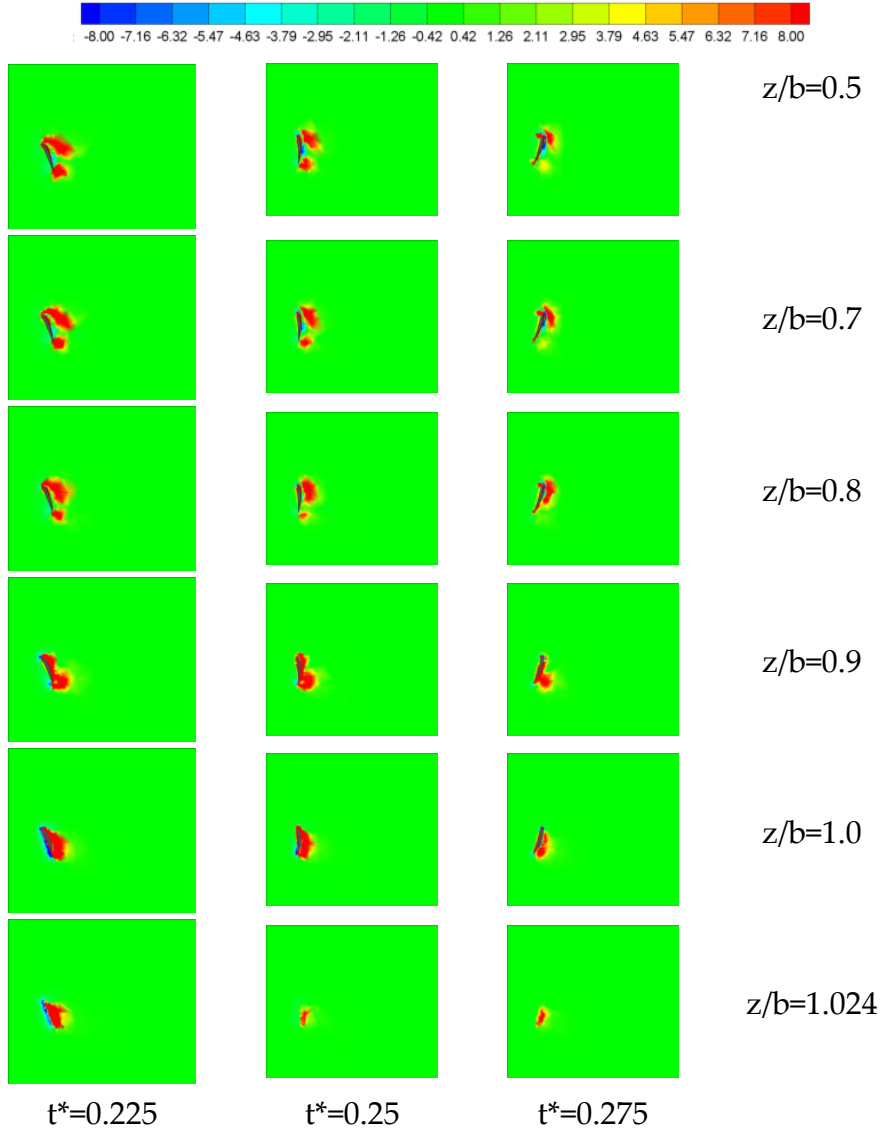 : -8.00 -7.16 -6.32 -5.47 -4.63 -3.79 -2.95 -2.11 -1.26 -0.42 0.42 1.26 2.11 2.95 3.79 4.63 5.47 6.32 7.16 8.00
z/b=0.5
z/b=0.7
z/b=0.8
z/b=0.9
z/b=1.0
z/b=1.024
t*=0.225 t*=0.25 t*=0.275